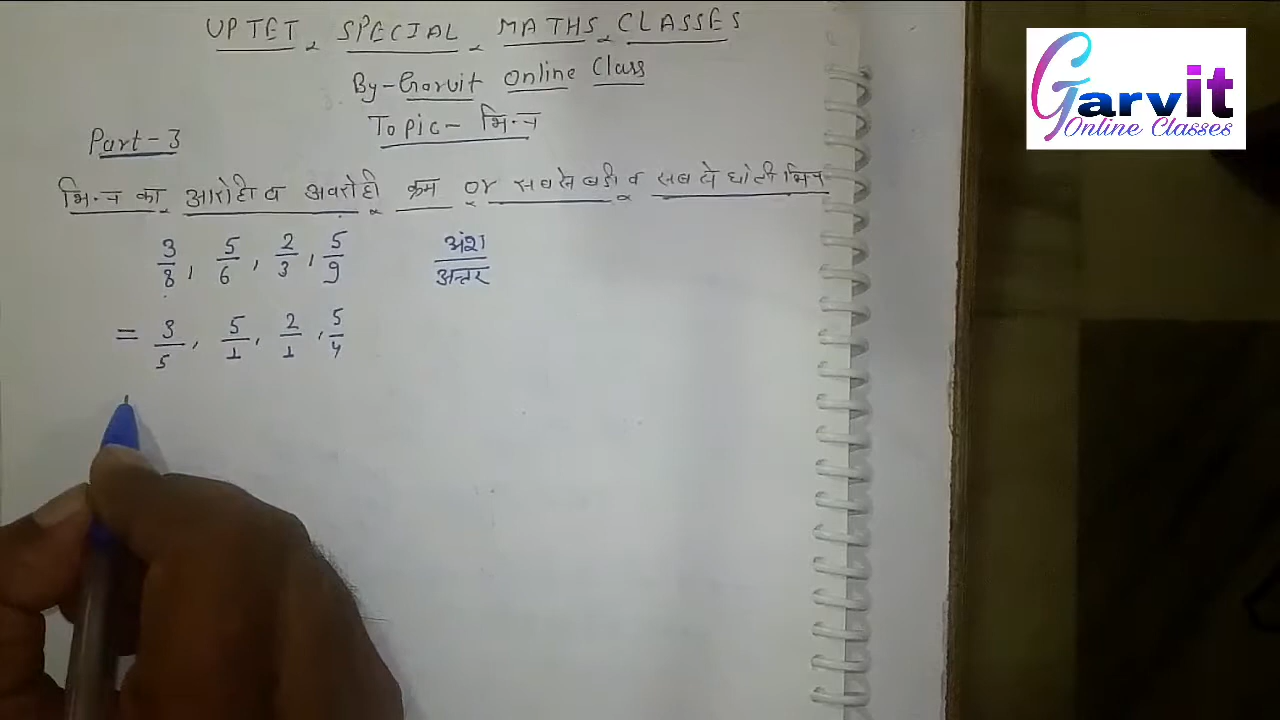 UPTET SPECIAL MATHS CLASSES
By-Garvit Online Class
Topic- भिन्न
Part-3
भिन्न का आरोही व अवरोही क्रम or सबसे बडी व सबसे छोटी भिन्न
3/8, 5/6, 2/3, 5/9 अंश/अन्तर
= 3/5, 5/1, 2/1, 5/4
Garvit
Online Classes